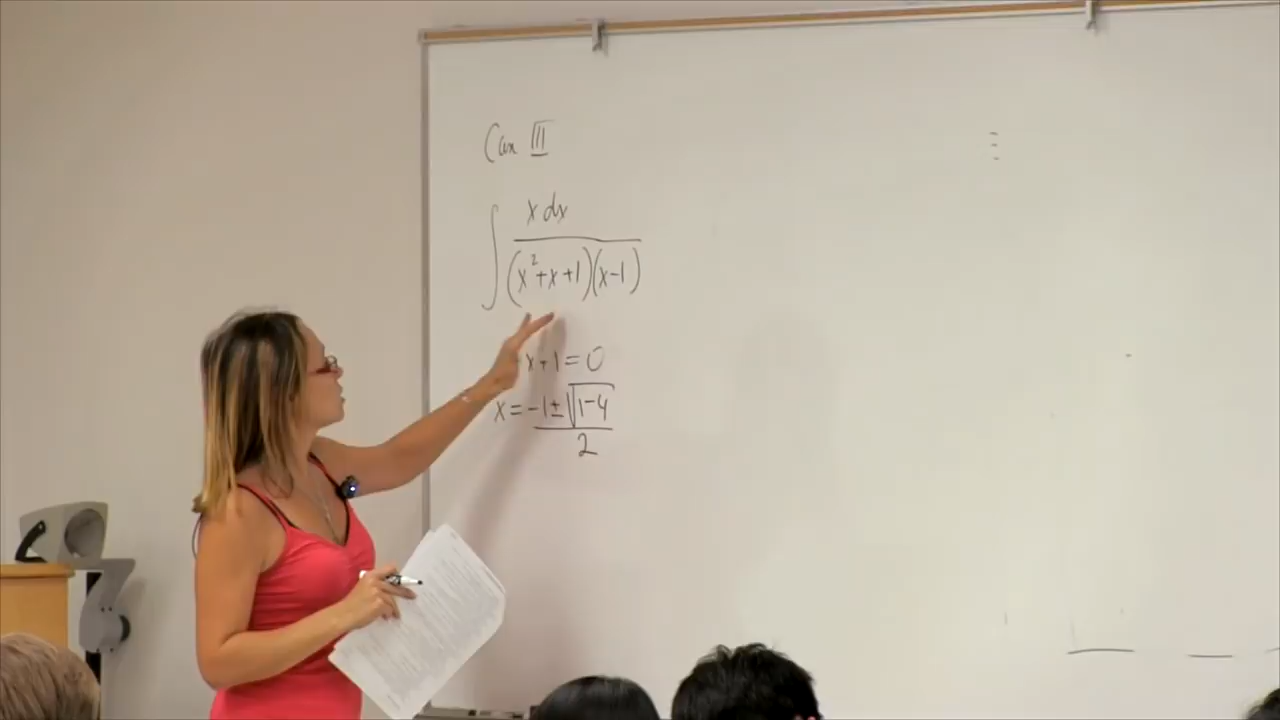 Case III
∫ x dx / (x²+x+1)(x-1)
x+1=0
x = -1±√1-4 / 2